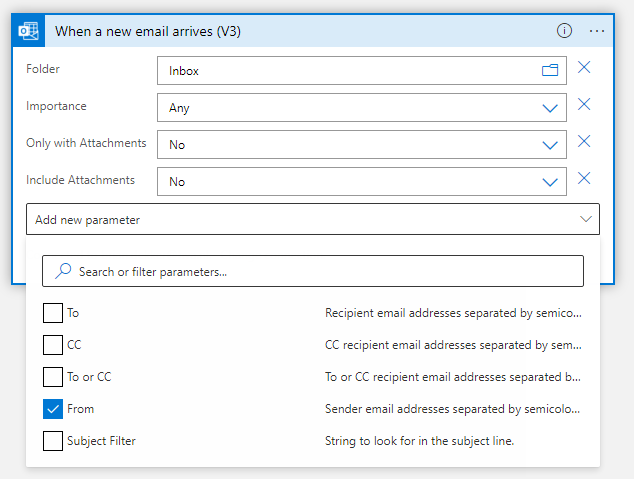 When a new email arrives (V3)
Folder Inbox
Importance Any
Only with Attachments No
Include Attachments No
Add new parameter
Search or filter parameters...
To Recipient email addresses separated by semico...
CC CC recipient email addresses separated by sem...
To or CC To or CC recipient email addresses separated b...
From Sender email addresses separated by semicolo...
Subject Filter String to look for in the subject line.